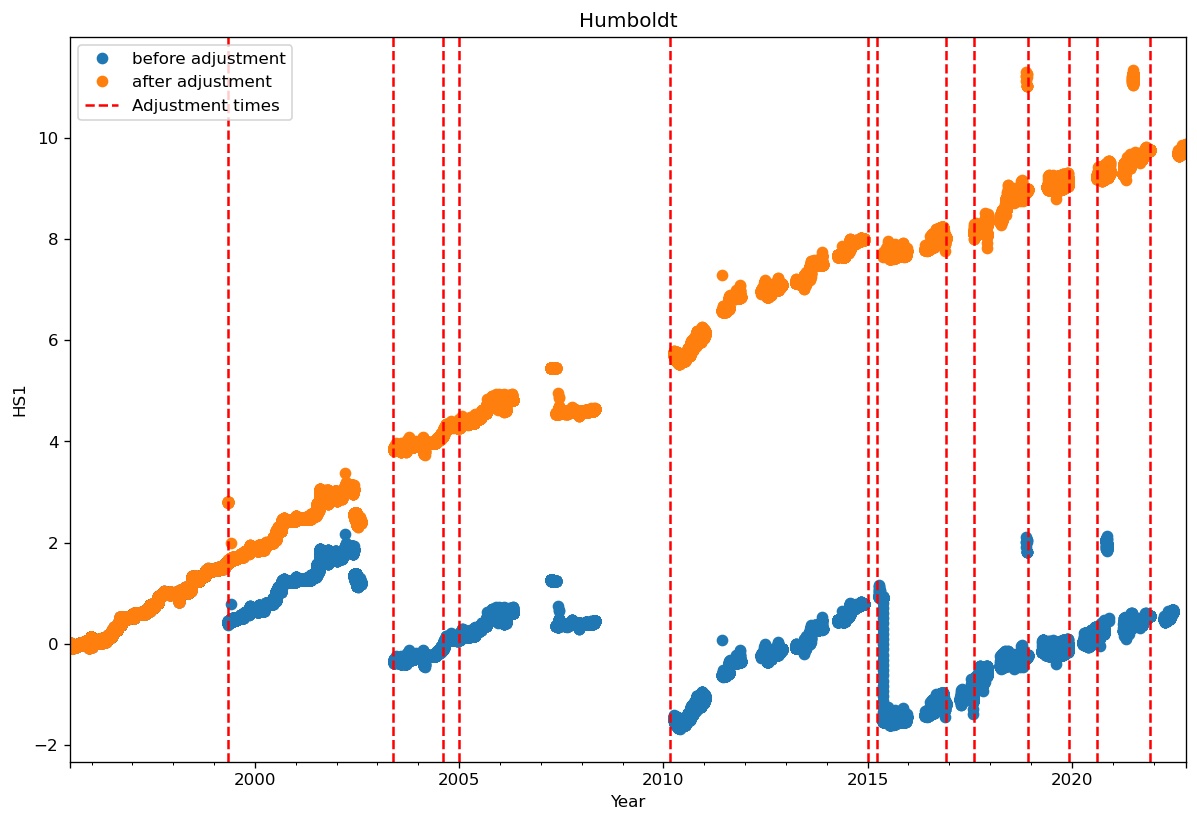 Humboldt
before adjustment
after adjustment
Adjustment times
HS1
10
8
6
4
2
0
−2
2000
2005
2010
2015
2020
Year